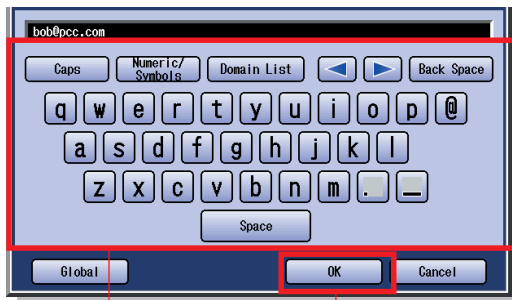 bob@pcc.com
Caps Numeric/ Symbols Domain List Back Space
q w e r t y u i o p @
a s d f g h j k l
z x c v b n m . _
Space
Global OK Cancel